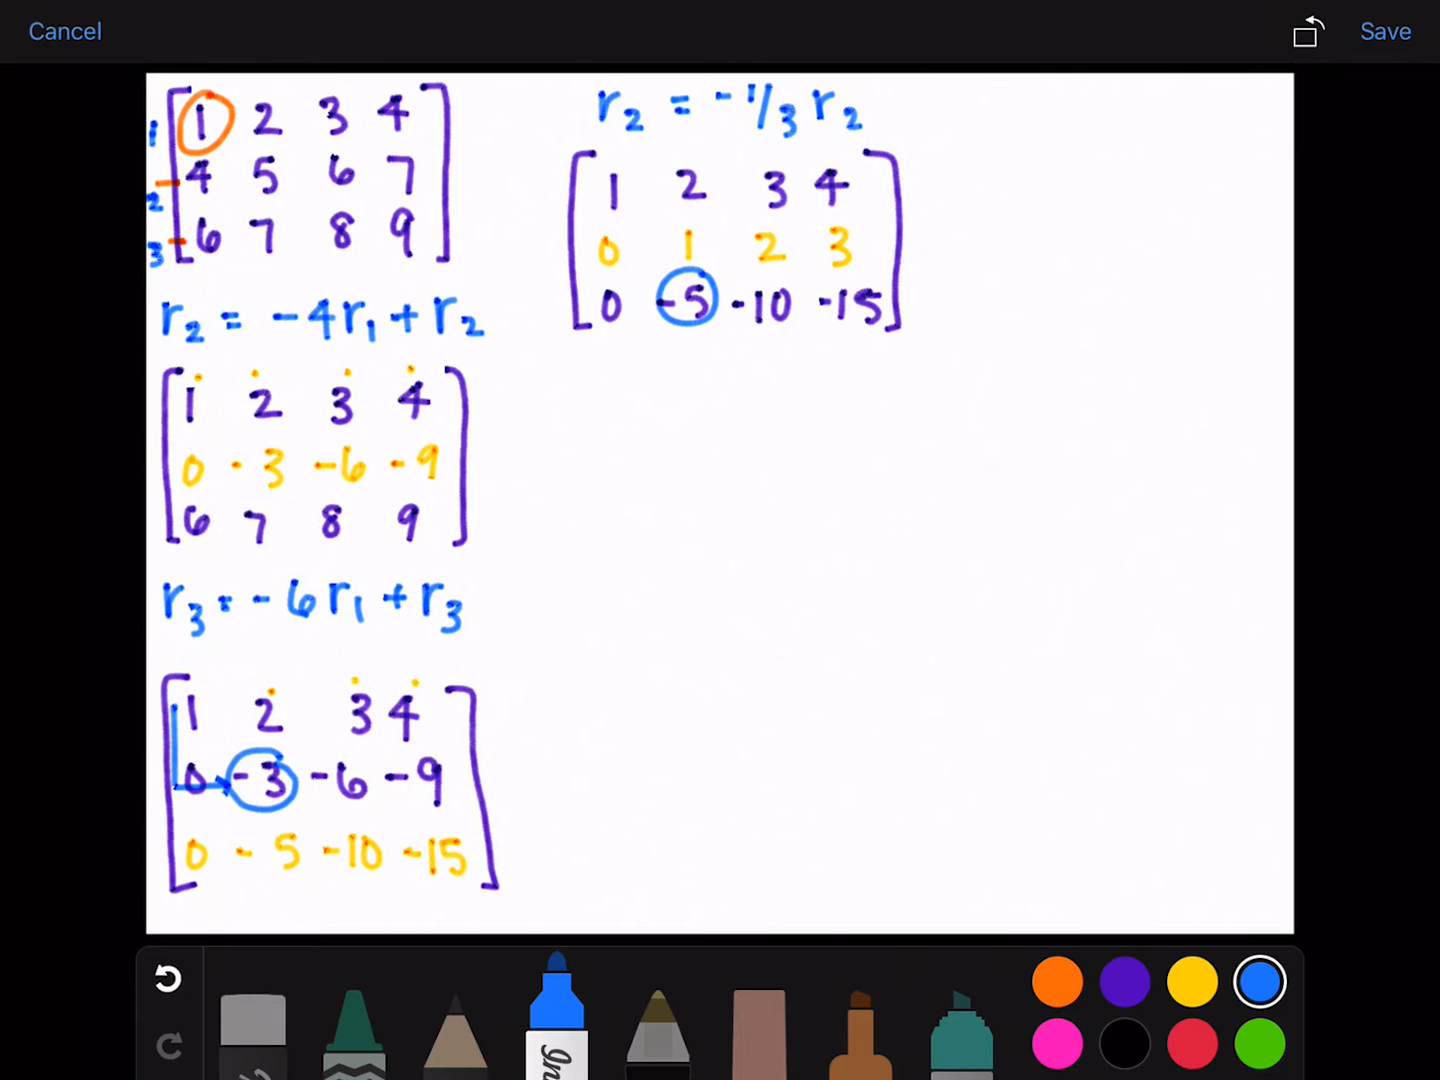 Cancel
Save
1 1 2 3 4
2 4 5 6 7
3 6 7 8 9
r2 = -4r1 + r2
1 2 3 4
0 -3 -6 -9
6 7 8 9
r3 = -6r1 + r3
1 2 3 4
0 -3 -6 -9
0 -5 -10 -15
r2 = -1/3 r2
1 2 3 4
0 1 2 3
0 -5 -10 -15